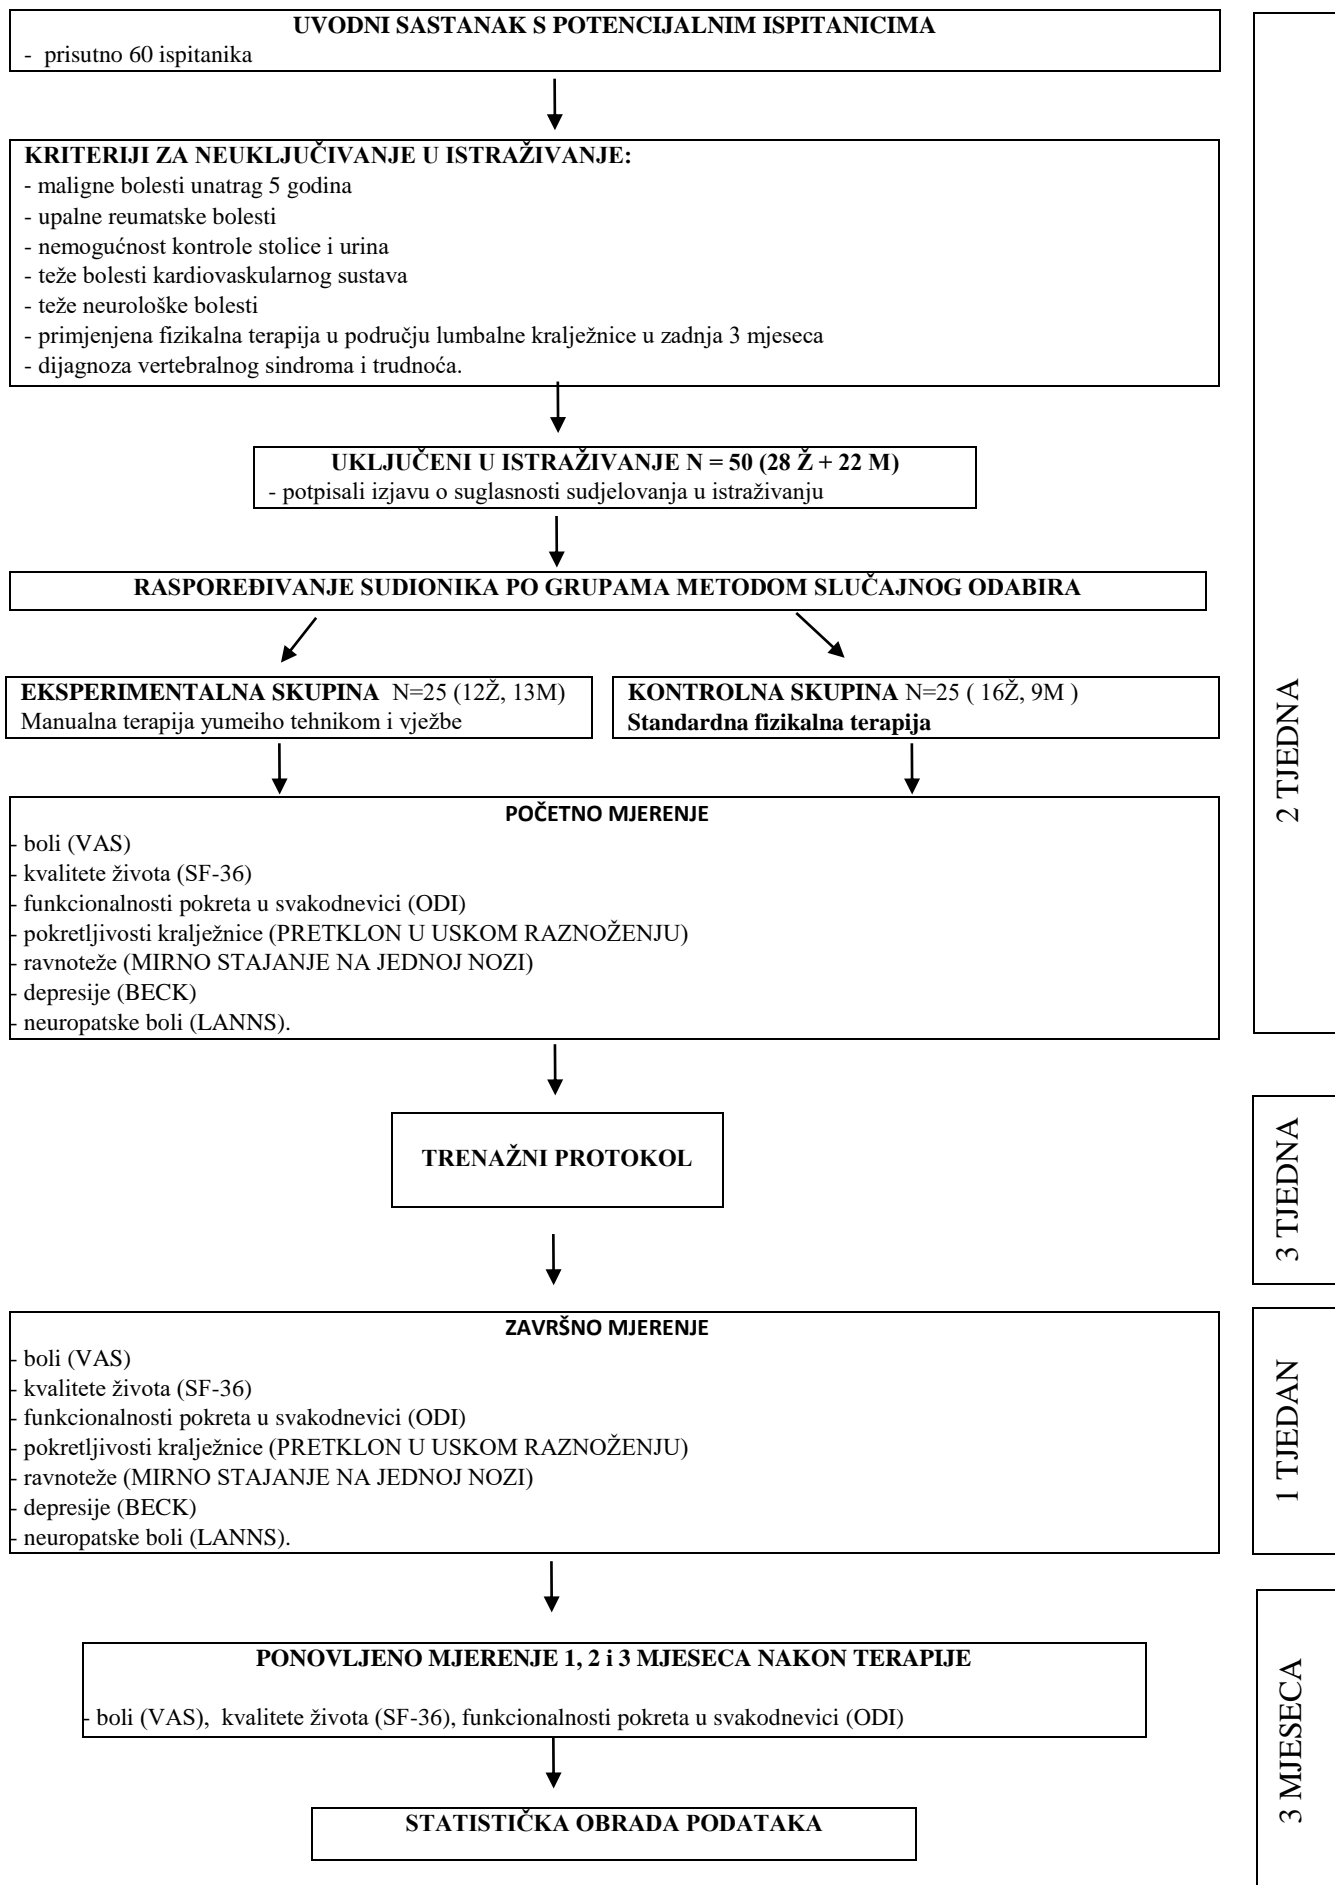 UVODNI SASTANAK S POTENCIJALNIM ISPITANICIMA
- prisutno 60 ispitanika
KRITERIJI ZA NEUKLJUČIVANJE U ISTRAŽIVANJE:
- maligne bolesti unatrag 5 godina
- upalne reumatske bolesti
- nemogućnost kontrole stolice i urina
- teže bolesti kardiovaskularnog sustava
- teže neurološke bolesti
- primjenjena fizikalna terapija u području lumbalne kralježnice u zadnja 3 mjeseca
- dijagnoza vertebralnog sindroma i trudnoća.
UKLJUČENI U ISTRAŽIVANJE N = 50 (28 Ž + 22 M)
- potpisali izjavu o suglasnosti sudjelovanja u istraživanju
RASPOREĐIVANJE SUDIONIKA PO GRUPAMA METODOM SLUČAJNOG ODABIRA
EKSPERIMENTALNA SKUPINA N=25 (12Ž, 13M)
Manualna terapija yumeiho tehnikom i vježbe
KONTROLNA SKUPINA N=25 ( 16Ž, 9M )
Standardna fizikalna terapija
POČETNO MJERENJE
- boli (VAS)
- kvalitete života (SF-36)
- funkcionalnosti pokreta u svakodnevici (ODI)
- pokretljivosti kralježnice (PRETKLON U USKOM RAZNOŽENJU)
- ravnoteže (MIRNO STAJANJE NA JEDNOJ NOZI)
- depresije (BECK)
- neuropatske boli (LANNS).
2 TJEDNA
TRENAŽNI PROTOKOL
3 TJEDNA
ZAVRŠNO MJERENJE
- boli (VAS)
- kvalitete života (SF-36)
- funkcionalnosti pokreta u svakodnevici (ODI)
- pokretljivosti kralježnice (PRETKLON U USKOM RAZNOŽENJU)
- ravnoteže (MIRNO STAJANJE NA JEDNOJ NOZI)
- depresije (BECK)
- neuropatske boli (LANNS).
1 TJEDAN
PONOVLJENO MJERENJE 1, 2 i 3 MJESECA NAKON TERAPIJE
- boli (VAS), kvalitete života (SF-36), funkcionalnosti pokreta u svakodnevici (ODI)
STATISTIČKA OBRADA PODATAKA
3 MJESECA